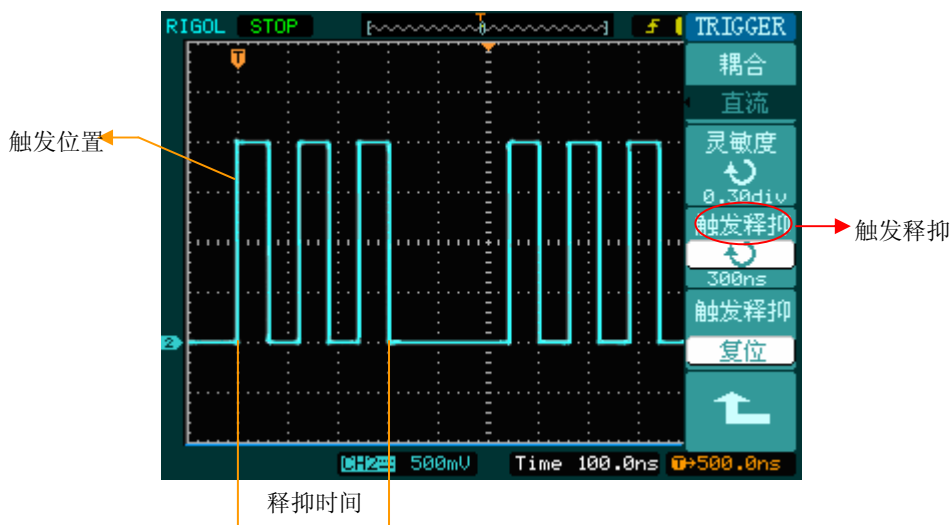 RIGOL STOP T TRIGGER
T
耦合
直流
灵敏度
0.30div
触发释抑
300ns
触发释抑
复位
触发位置
触发释抑
2
CH2 500mV Time 100.0ns T→500.0ns
释抑时间